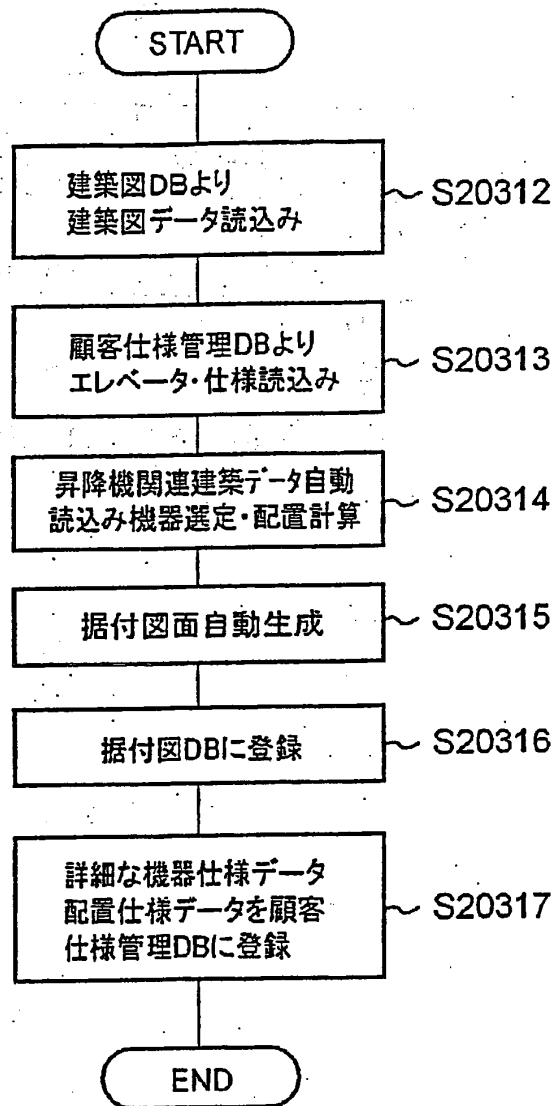 START
建築図DBより
建築図データ読込み
~ S20312
顧客仕様管理DBより
エレベータ・仕様読込み
~ S20313
昇降機関連建築データ自動
読込み機器選定・配置計算
~ S20314
据付図面自動生成
~ S20315
据付図DBに登録
~ S20316
詳細な機器仕様データ
配置仕様データを顧客
仕様管理DBに登録
~ S20317
END